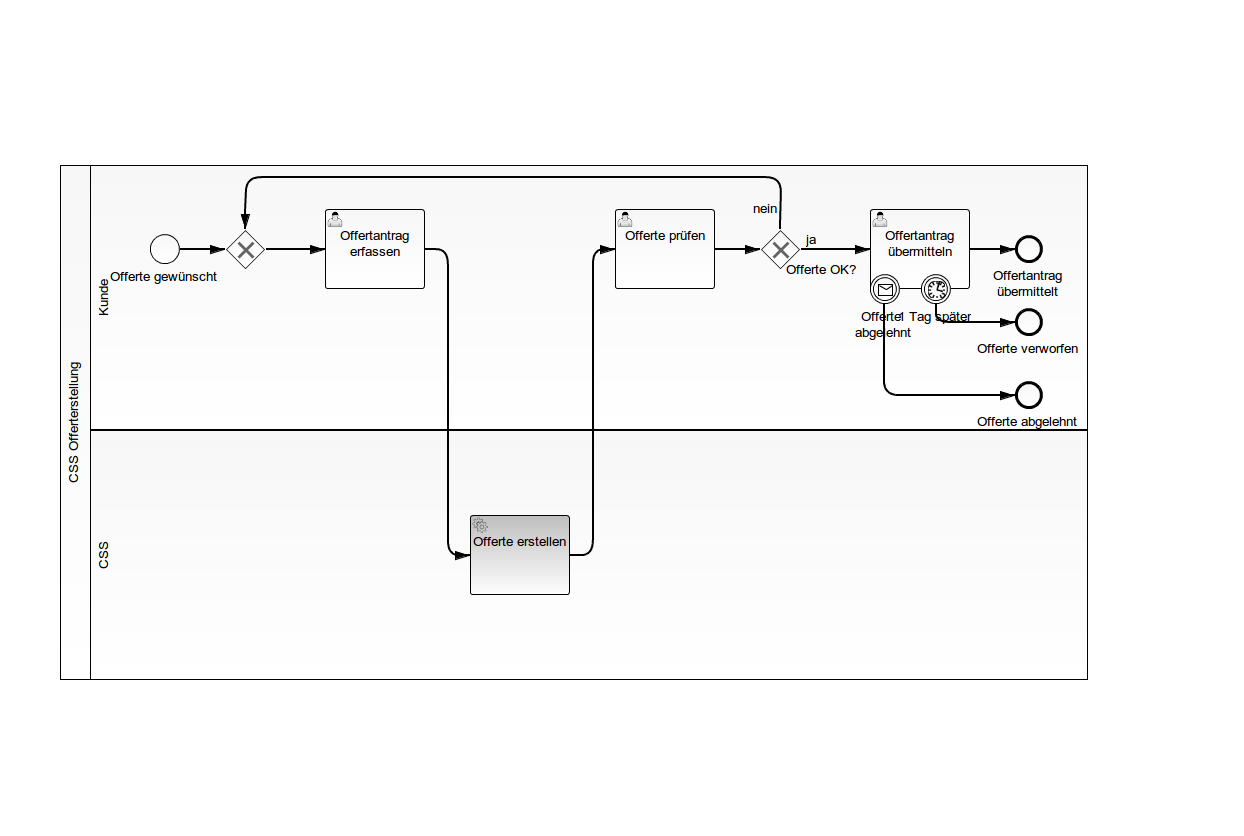 CSS Offerterstellung
Kunde
Offerte gewünscht
Offertantrag
erfassen
Offerte prüfen
nein
ja
Offerte OK?
Offertantrag
übermitteln
Offerte
abgelehnt
1 Tag später
Offertantrag
übermittelt
Offerte verworfen
Offerte abgelehnt
CSS
Offerte erstellen